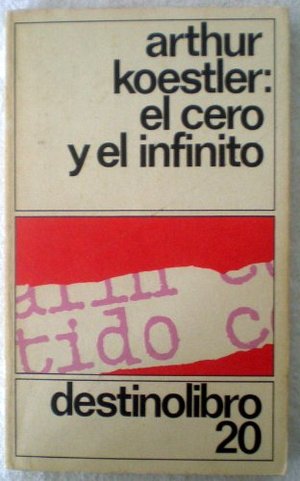 arthur
koestler:
el cero
y el infinito
tido c
destinolibro
20